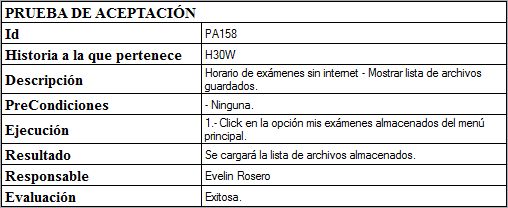 PRUEBA DE ACEPTACIÓN
Id PA158
Historia a la que pertenece H30W
Descripción Horario de exámenes sin internet - Mostrar lista de archivos
guardados.
PreCondiciones - Ninguna.
Ejecución 1.- Click en la opción mis exámenes almacenados del menú
principal.
Resultado Se cargará la lista de archivos almacenados.
Responsable Evelin Rosero
Evaluación Exitosa.